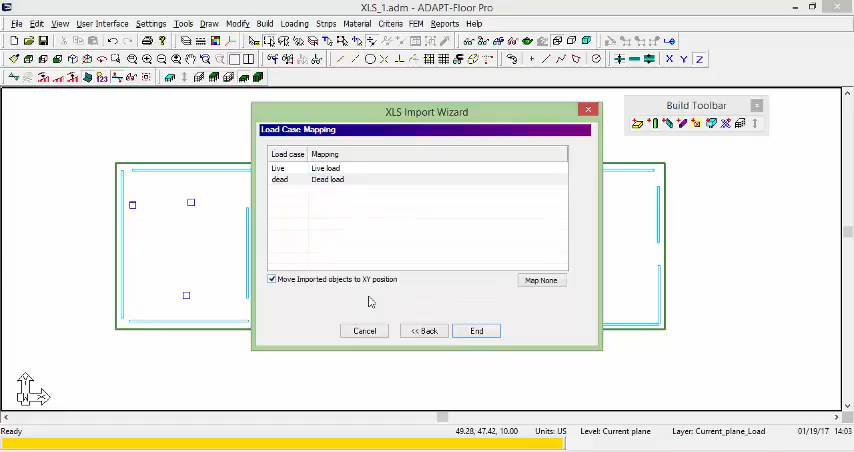 XLS_1.adm - ADAPT-Floor Pro
File Edit View User Interface Settings Tools Draw Modify Build Loading Strips Material Criteria FEM Reports Help
XLS Import Wizard
Build Toolbar
Load Case Mapping
Load case Mapping
Live Live load
dead Dead load
Move Imported objects to XY position
Map None
Cancel
<< Back
End
Ready
49.28, 47.42, 10.00 Units: US Level: Current plane Layer: Current_plane_Load 01/19/17 14:03